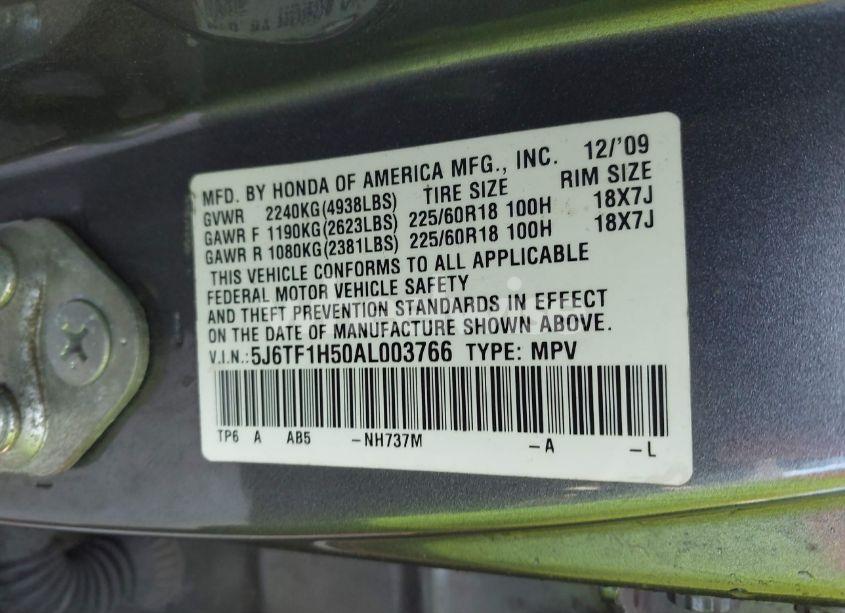 MFD. BY HONDA OF AMERICA MFG., INC. 12/'09
GVWR 2240KG(4938LBS) TIRE SIZE RIM SIZE
GAWR F 1190KG(2623LBS) 225/60R18 100H 18X7J
GAWR R 1080KG(2381LBS) 225/60R18 100H 18X7J
THIS VEHICLE CONFORMS TO ALL APPLICABLE
FEDERAL MOTOR VEHICLE SAFETY
AND THEFT PREVENTION STANDARDS IN EFFECT
ON THE DATE OF MANUFACTURE SHOWN ABOVE.
V.I.N.: 5J6TF1H50AL003766 TYPE: MPV
TP6 A AB5 -NH737M -A -L